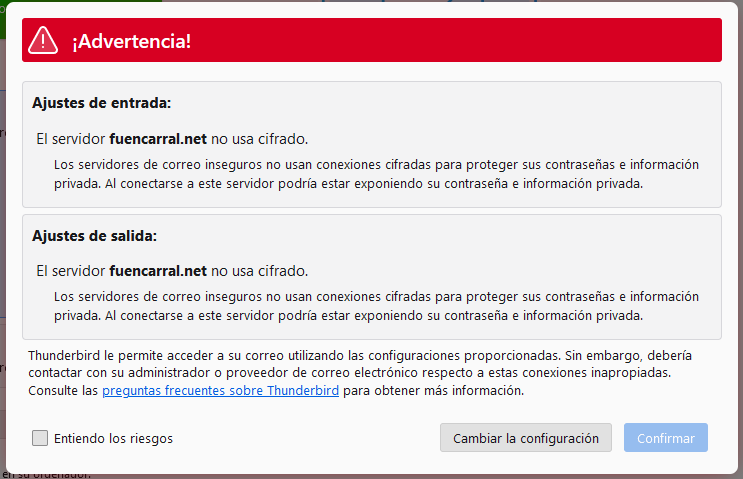 ¡Advertencia!
Ajustes de entrada:
El servidor fuencarral.net no usa cifrado.
Los servidores de correo inseguros no usan conexiones cifradas para proteger sus contraseñas e información
privada. Al conectarse a este servidor podría estar exponiendo su contraseña e información privada.
Ajustes de salida:
El servidor fuencarral.net no usa cifrado.
Los servidores de correo inseguros no usan conexiones cifradas para proteger sus contraseñas e información
privada. Al conectarse a este servidor podría estar exponiendo su contraseña e información privada.
Thunderbird le permite acceder a su correo utilizando las configuraciones proporcionadas. Sin embargo, debería
contactar con su administrador o proveedor de correo electrónico respecto a estas conexiones inapropiadas.
Consulte las preguntas frecuentes sobre Thunderbird para obtener más información.
Entiendo los riesgos
Cambiar la configuración
Confirmar
en su ordenador.